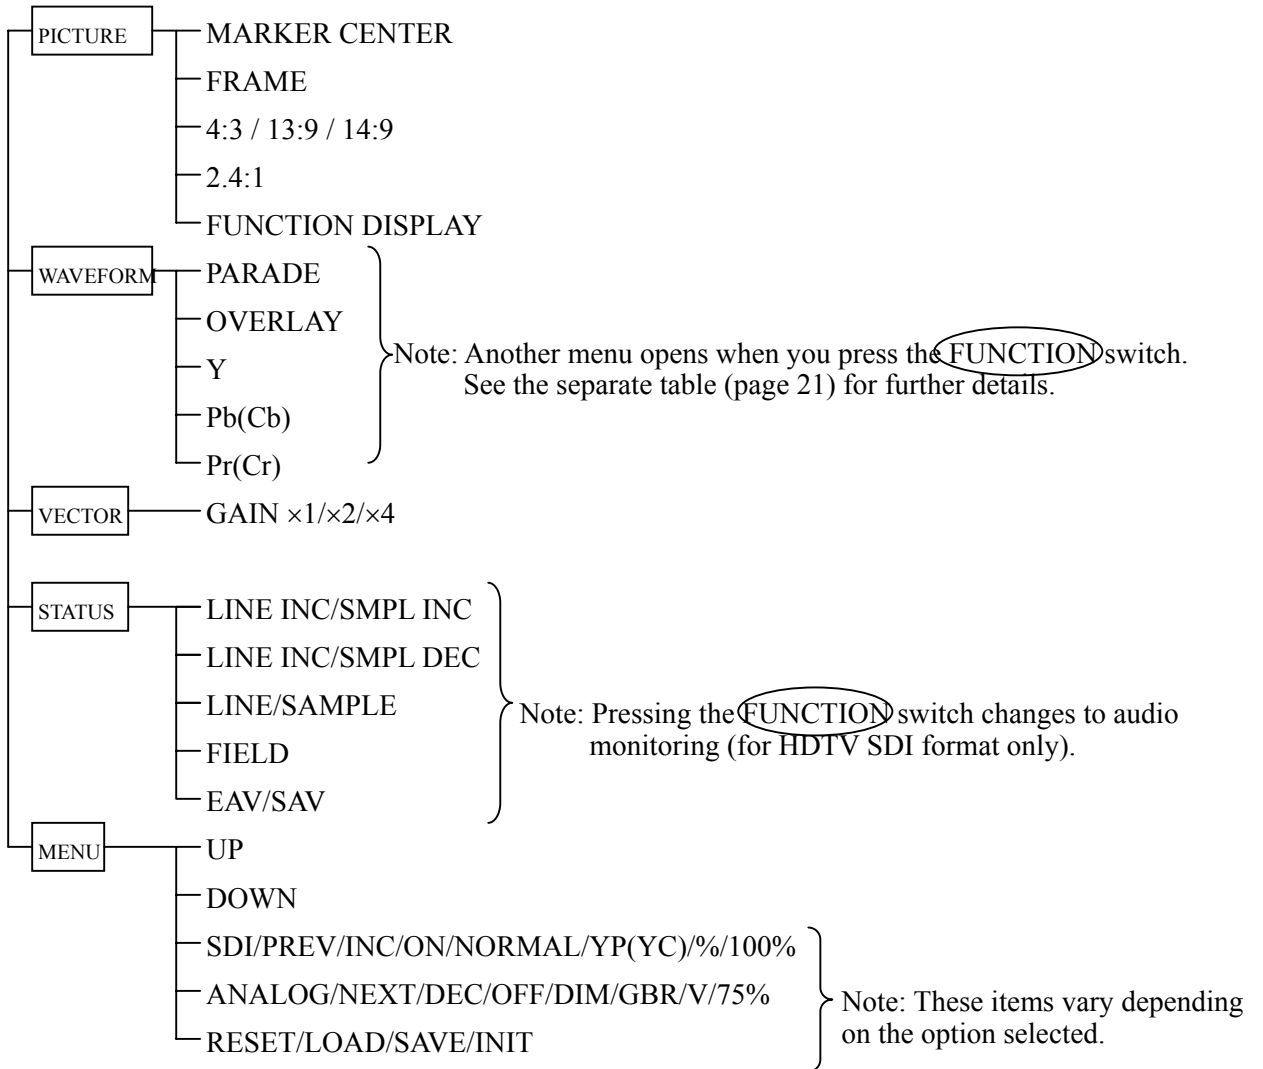 PICTURE
MARKER CENTER
FRAME
4:3 / 13:9 / 14:9
2.4:1
FUNCTION DISPLAY
WAVEFORM
PARADE
OVERLAY
Y
Pb(Cb)
Pr(Cr)
Note: Another menu opens when you press the FUNCTION switch.
See the separate table (page 21) for further details.
VECTOR
GAIN ×1/×2/×4
STATUS
LINE INC/SMPL INC
LINE INC/SMPL DEC
LINE/SAMPLE
FIELD
EAV/SAV
Note: Pressing the FUNCTION switch changes to audio
monitoring (for HDTV SDI format only).
MENU
UP
DOWN
SDI/PREV/INC/ON/NORMAL/YP(YC)/%/100%
ANALOG/NEXT/DEC/OFF/DIM/GBR/V/75%
RESET/LOAD/SAVE/INIT
Note: These items vary depending
on the option selected.